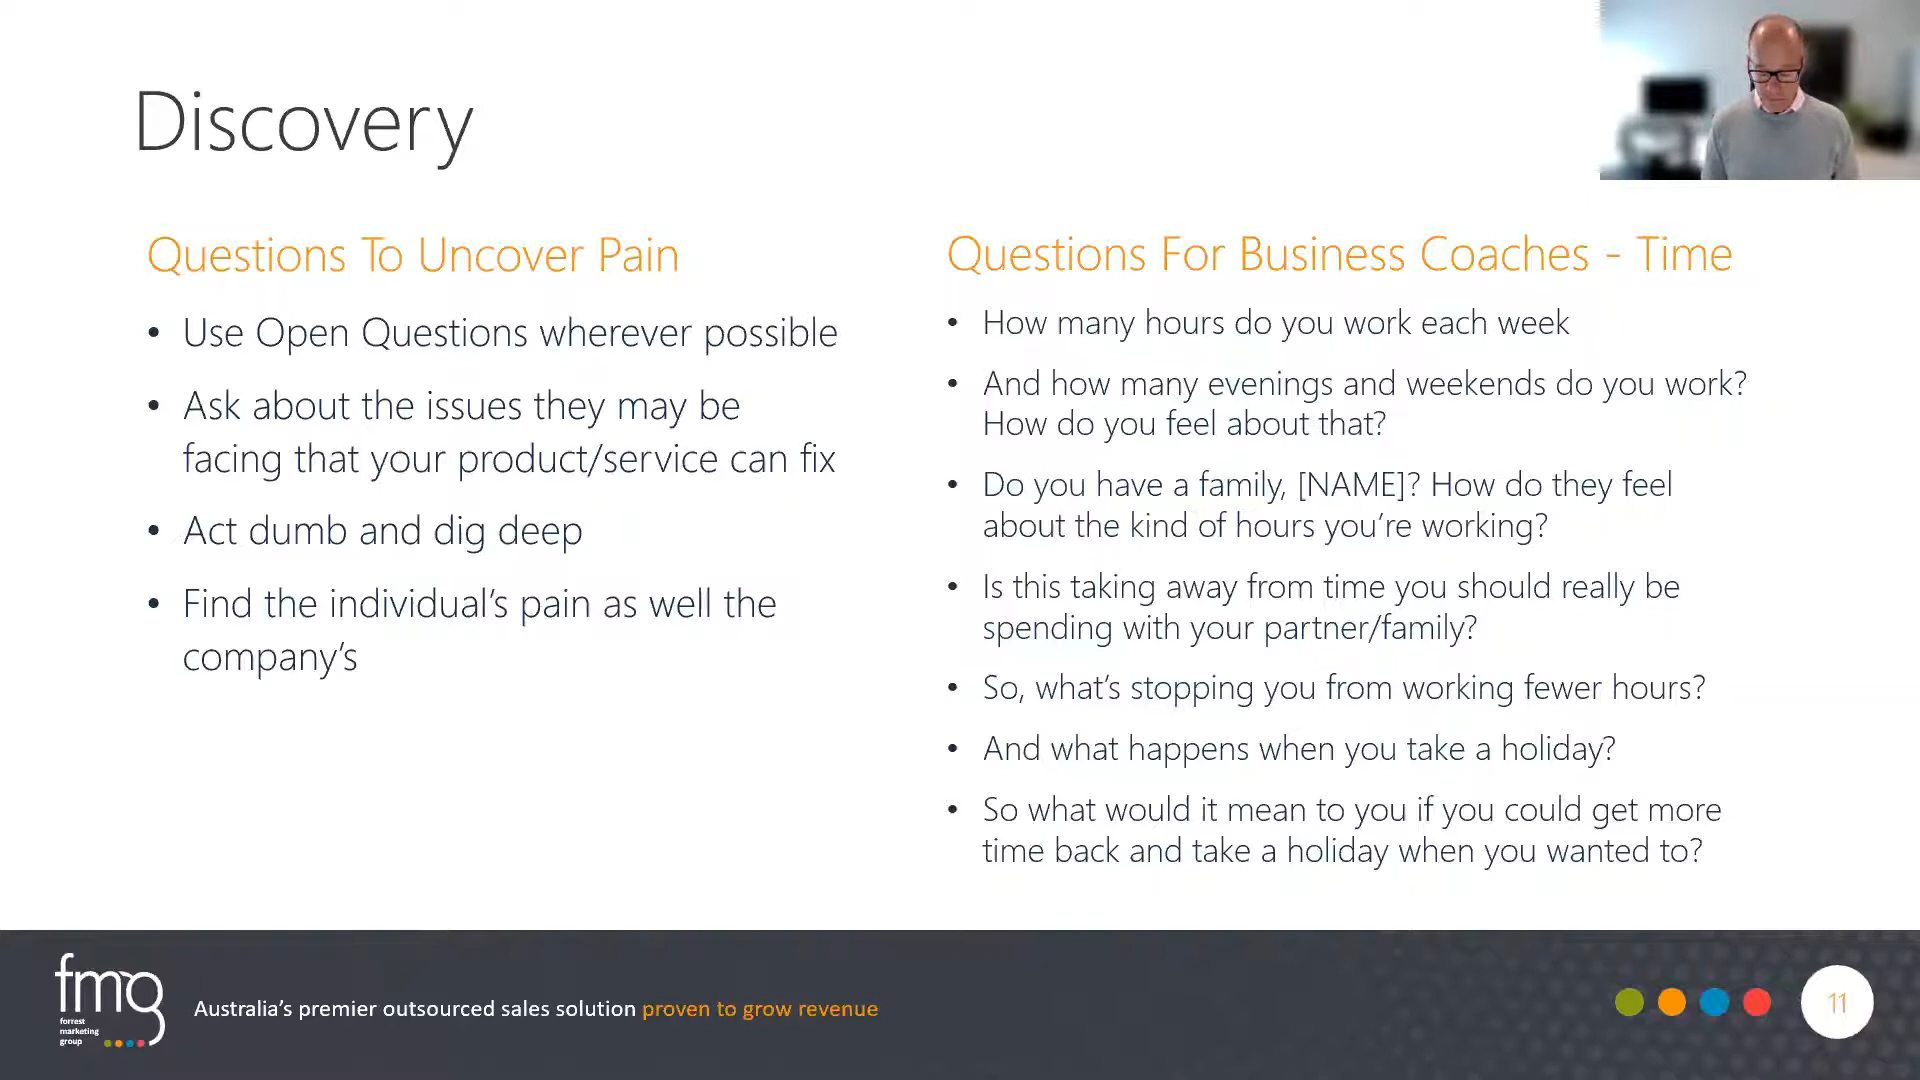 Discovery
Questions To Uncover Pain
• Use Open Questions wherever possible
• Ask about the issues they may be
facing that your product/service can fix
• Act dumb and dig deep
• Find the individual's pain as well the
company's
Questions For Business Coaches - Time
• How many hours do you work each week
• And how many evenings and weekends do you work?
How do you feel about that?
• Do you have a family, [NAME]? How do they feel
about the kind of hours you're working?
• Is this taking away from time you should really be
spending with your partner/family?
• So, what's stopping you from working fewer hours?
• And what happens when you take a holiday?
• So what would it mean to you if you could get more
time back and take a holiday when you wanted to?
fmg
forrest
marketing
group
Australia's premier outsourced sales solution proven to grow revenue
11